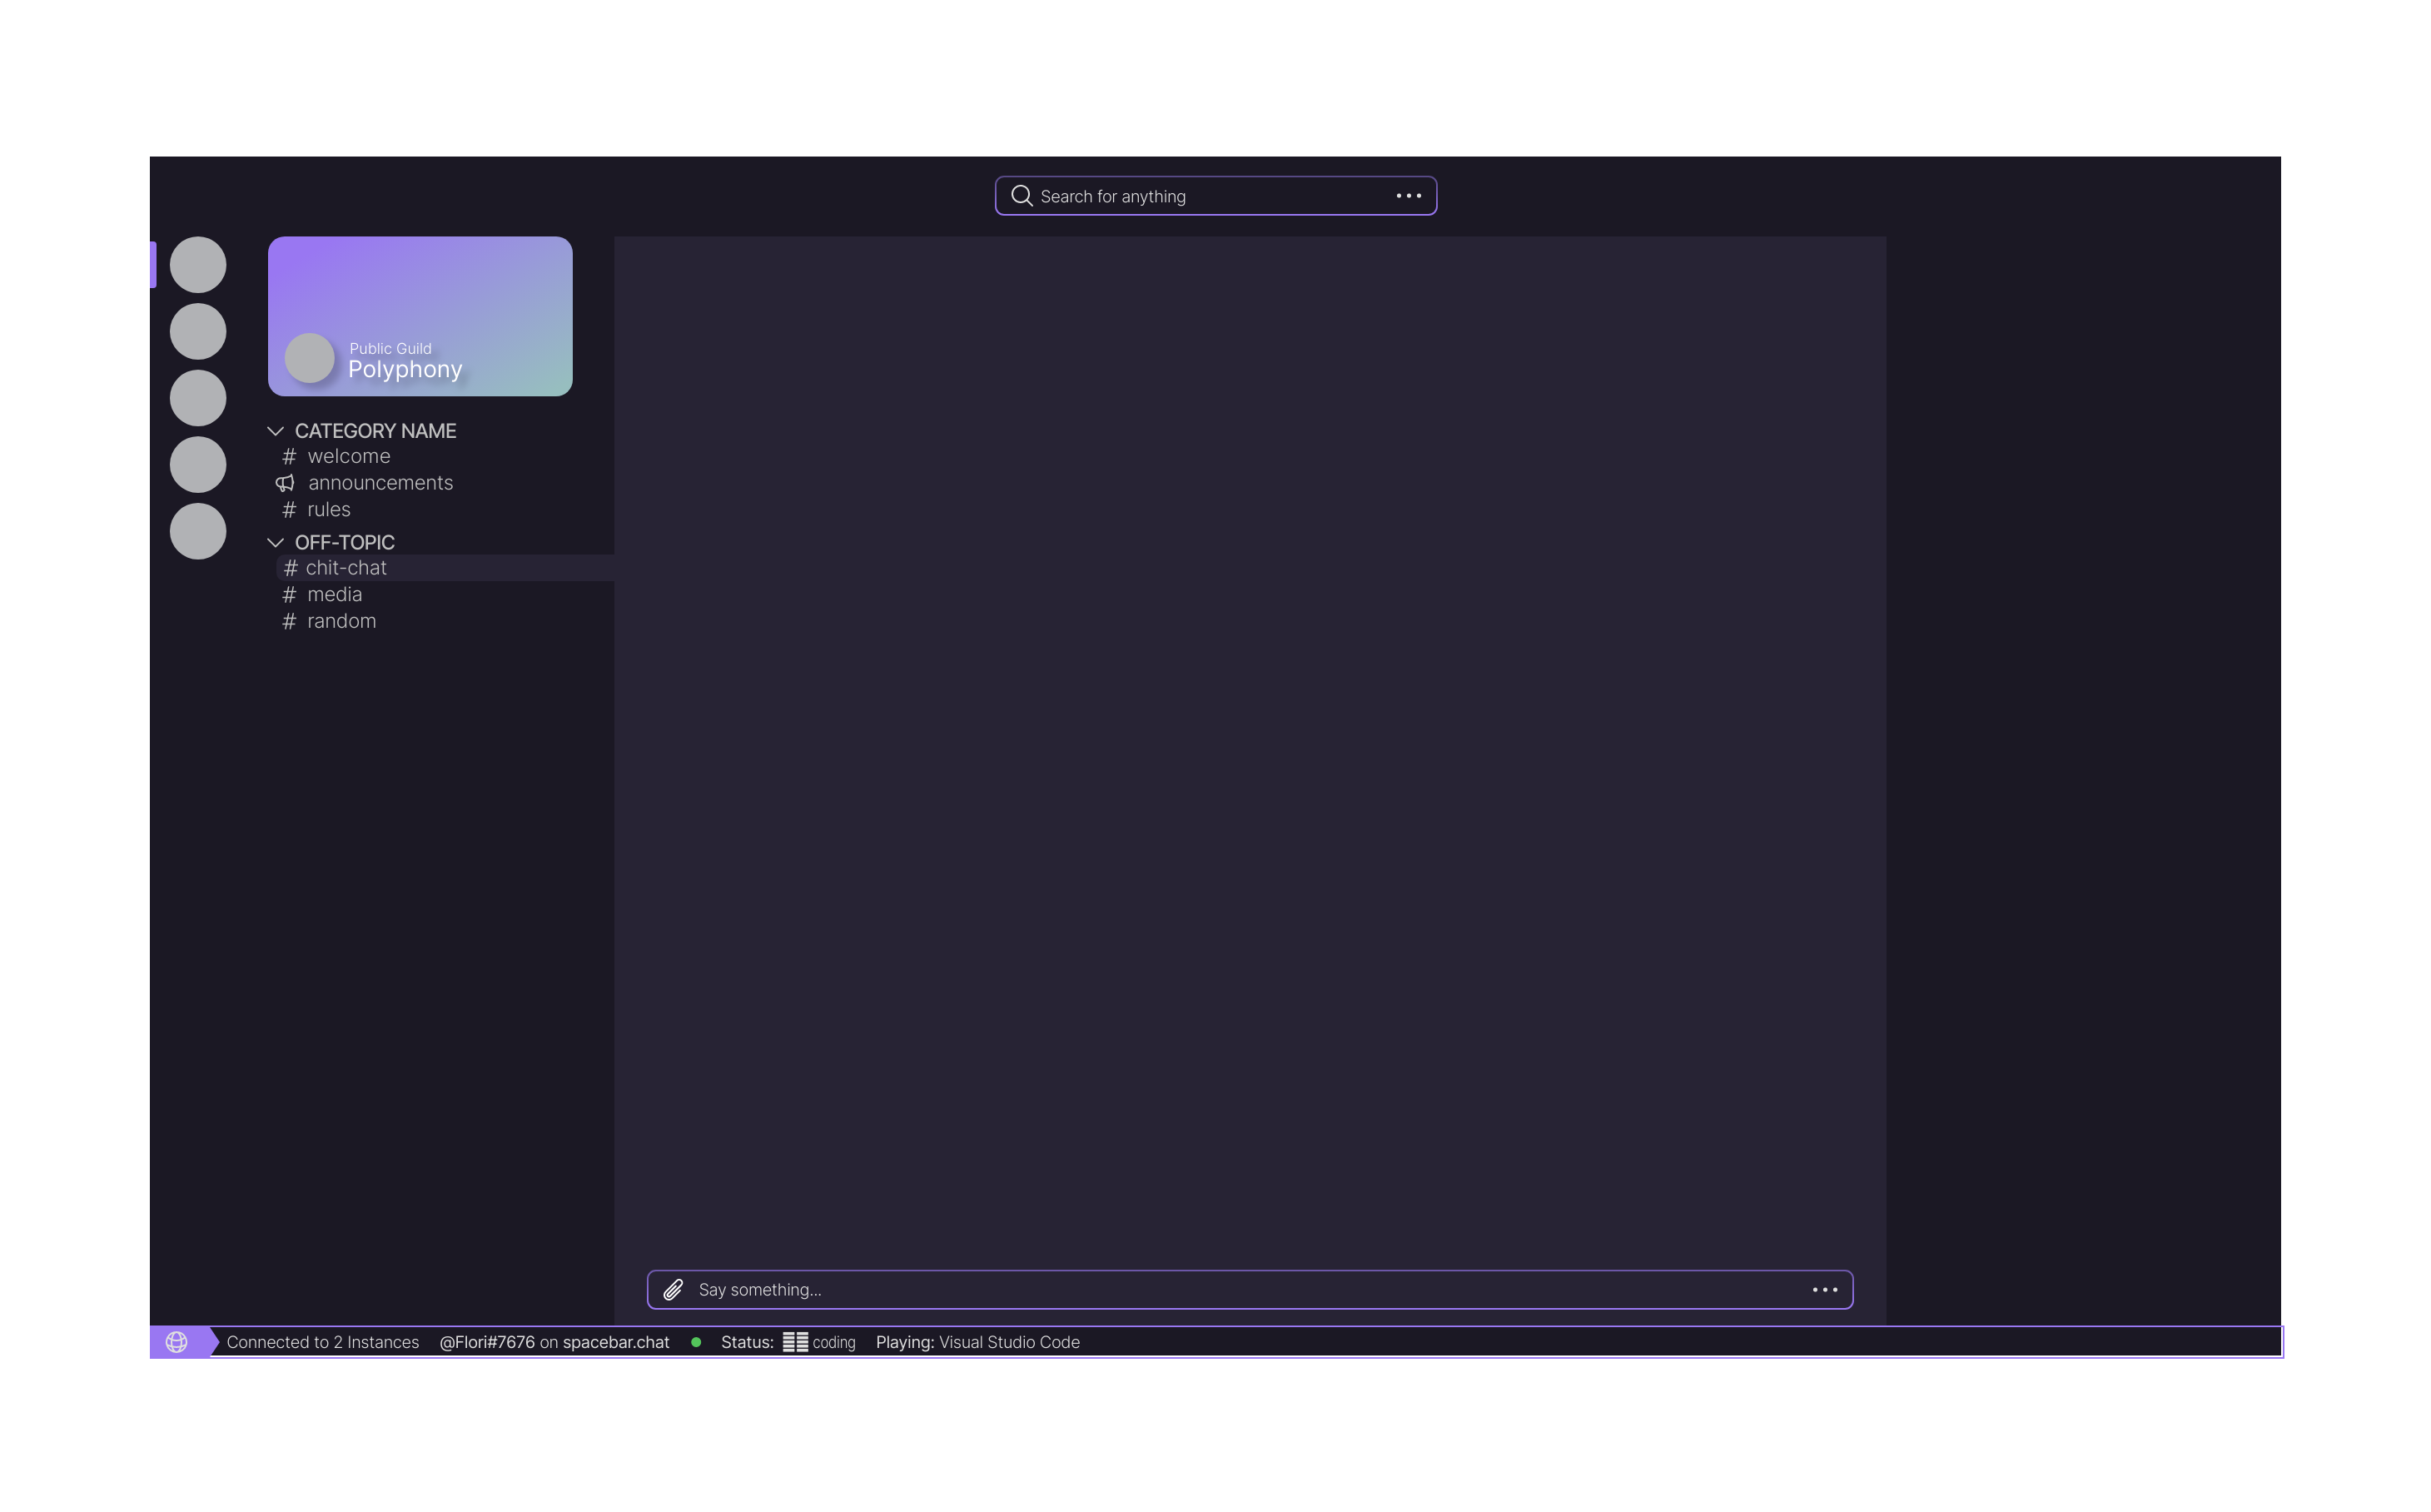 Search for anything
Public Guild
Polyphony
CATEGORY NAME
# welcome
announcements
# rules
OFF-TOPIC
# chit-chat
# media
# random
Say something...
Connected to 2 Instances @Flori#7676 on spacebar.chat Status: coding Playing: Visual Studio Code